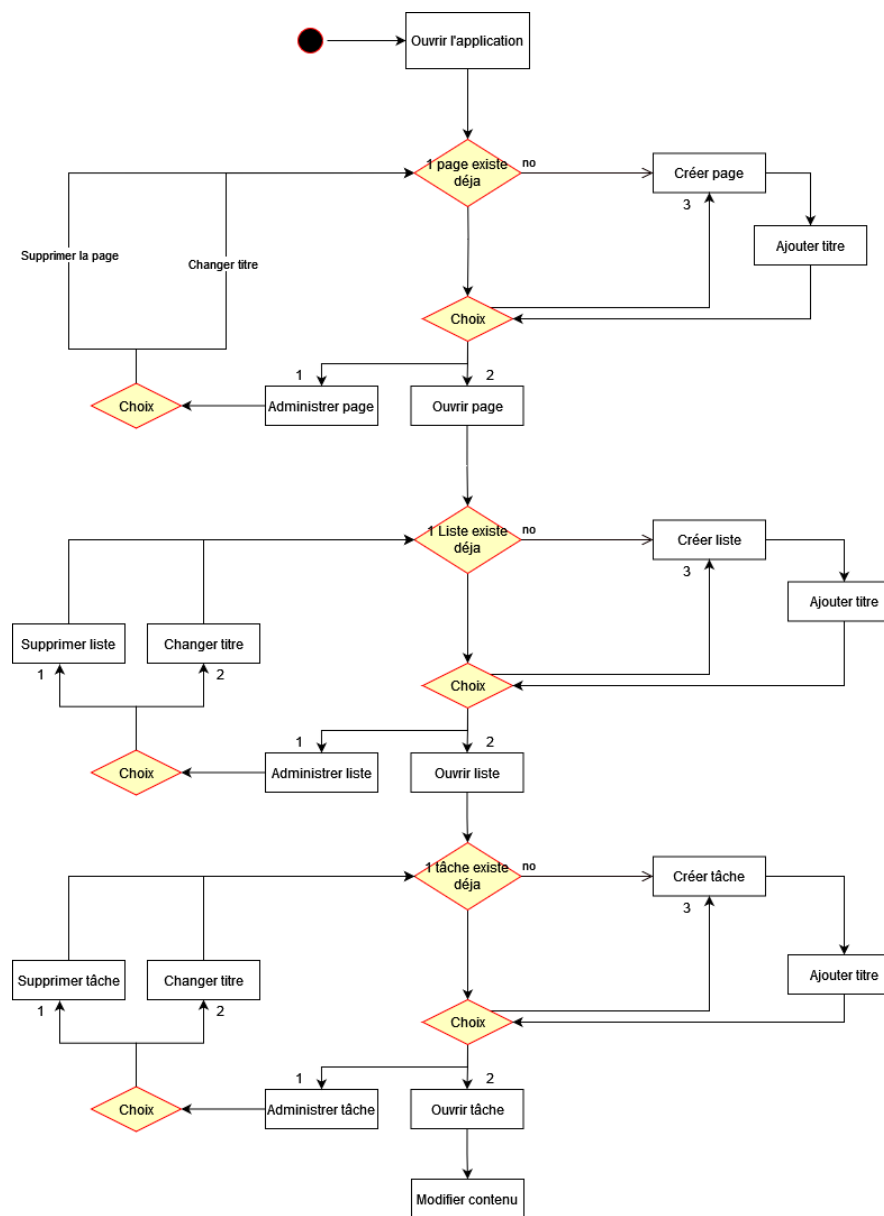 Ouvrir l'application
1 page existe
déja
no
Créer page
3
Ajouter titre
Supprimer la page
Changer titre
Choix
1
2
Choix
Administrer page
Ouvrir page
1 Liste existe
déja
no
Créer liste
3
Ajouter titre
Supprimer liste
Changer titre
1
2
Choix
1
2
Choix
Administrer liste
Ouvrir liste
1 tâche existe
déja
no
Créer tâche
3
Ajouter titre
Supprimer tâche
Changer titre
1
2
Choix
1
2
Choix
Administrer tâche
Ouvrir tâche
Modifier contenu